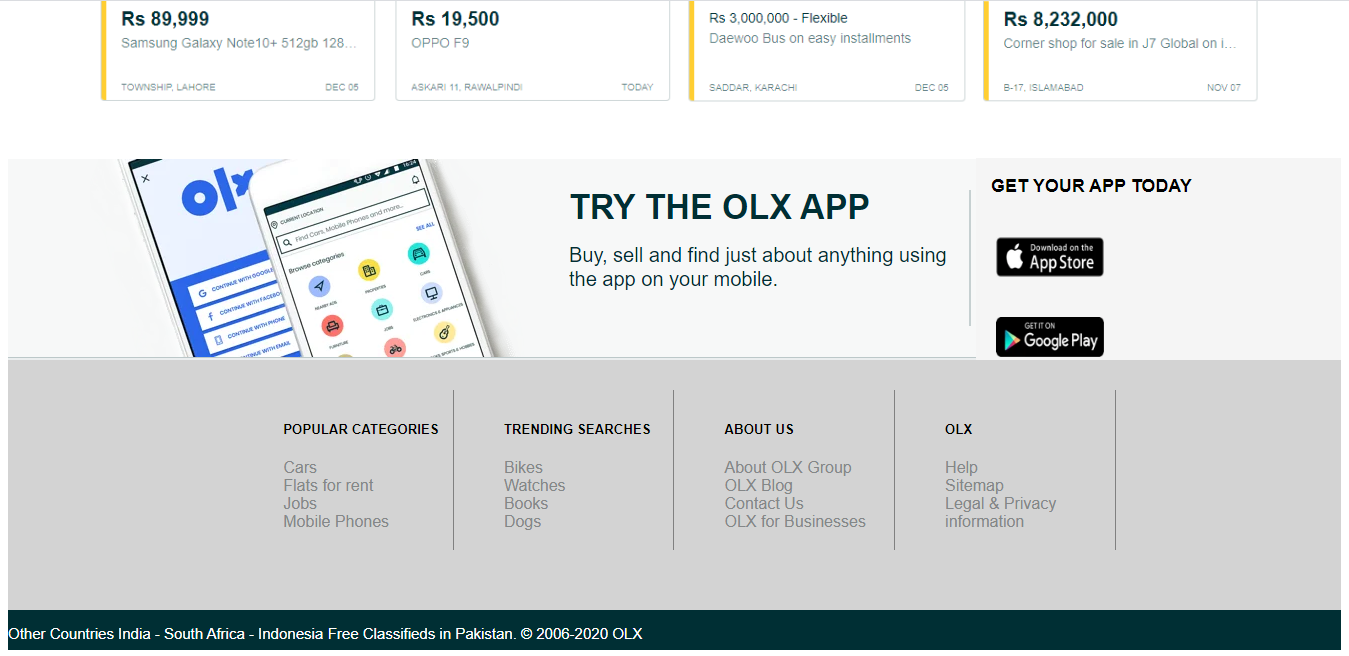 Rs 89,999
Samsung Galaxy Note10+ 512gb 128...
TOWNSHIP, LAHORE DEC 05
Rs 19,500
OPPO F9
ASKARI 11, RAWALPINDI TODAY
Rs 3,000,000 - Flexible
Daewoo Bus on easy installments
SADDAR, KARACHI DEC 05
Rs 8,232,000
Corner shop for sale in J7 Global on i...
B-17, ISLAMABAD NOV 07
olx
CONTINUE WITH GOOGLE
CONTINUE WITH FACEBO
CONTINUE WITH PHONE
CONTINUE WITH EMAIL
16:24
CURRENT LOCATION
Find Cars, Mobile Phones and more...
Browse categories
SEE ALL
NEARBY ADS
PROPERTIES
CARS
FURNITURE
JOBS
ELECTRONICS & APPLIANCES
SPORTS & HOBBIES
TRY THE OLX APP
Buy, sell and find just about anything using
the app on your mobile.
GET YOUR APP TODAY
Download on the
App Store
GET IT ON
Google Play
POPULAR CATEGORIES
Cars
Flats for rent
Jobs
Mobile Phones
TRENDING SEARCHES
Bikes
Watches
Books
Dogs
ABOUT US
About OLX Group
OLX Blog
Contact Us
OLX for Businesses
OLX
Help
Sitemap
Legal & Privacy
information
Other Countries India - South Africa - Indonesia Free Classifieds in Pakistan. © 2006-2020 OLX